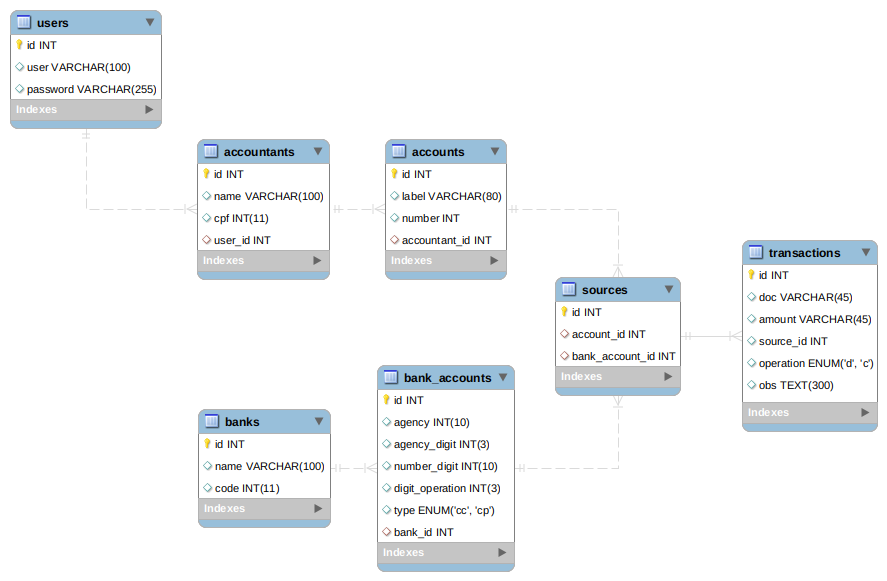 users
id INT
user VARCHAR(100)
password VARCHAR(255)
Indexes
accountants
id INT
name VARCHAR(100)
cpf INT(11)
user_id INT
Indexes
accounts
id INT
label VARCHAR(80)
number INT
accountant_id INT
Indexes
sources
id INT
account_id INT
bank_account_id INT
Indexes
transactions
id INT
doc VARCHAR(45)
amount VARCHAR(45)
source_id INT
operation ENUM('d', 'c')
obs TEXT(300)
Indexes
bank_accounts
id INT
agency INT(10)
agency_digit INT(3)
number_digit INT(10)
digit_operation INT(3)
type ENUM('cc', 'cp')
bank_id INT
Indexes
banks
id INT
name VARCHAR(100)
code INT(11)
Indexes